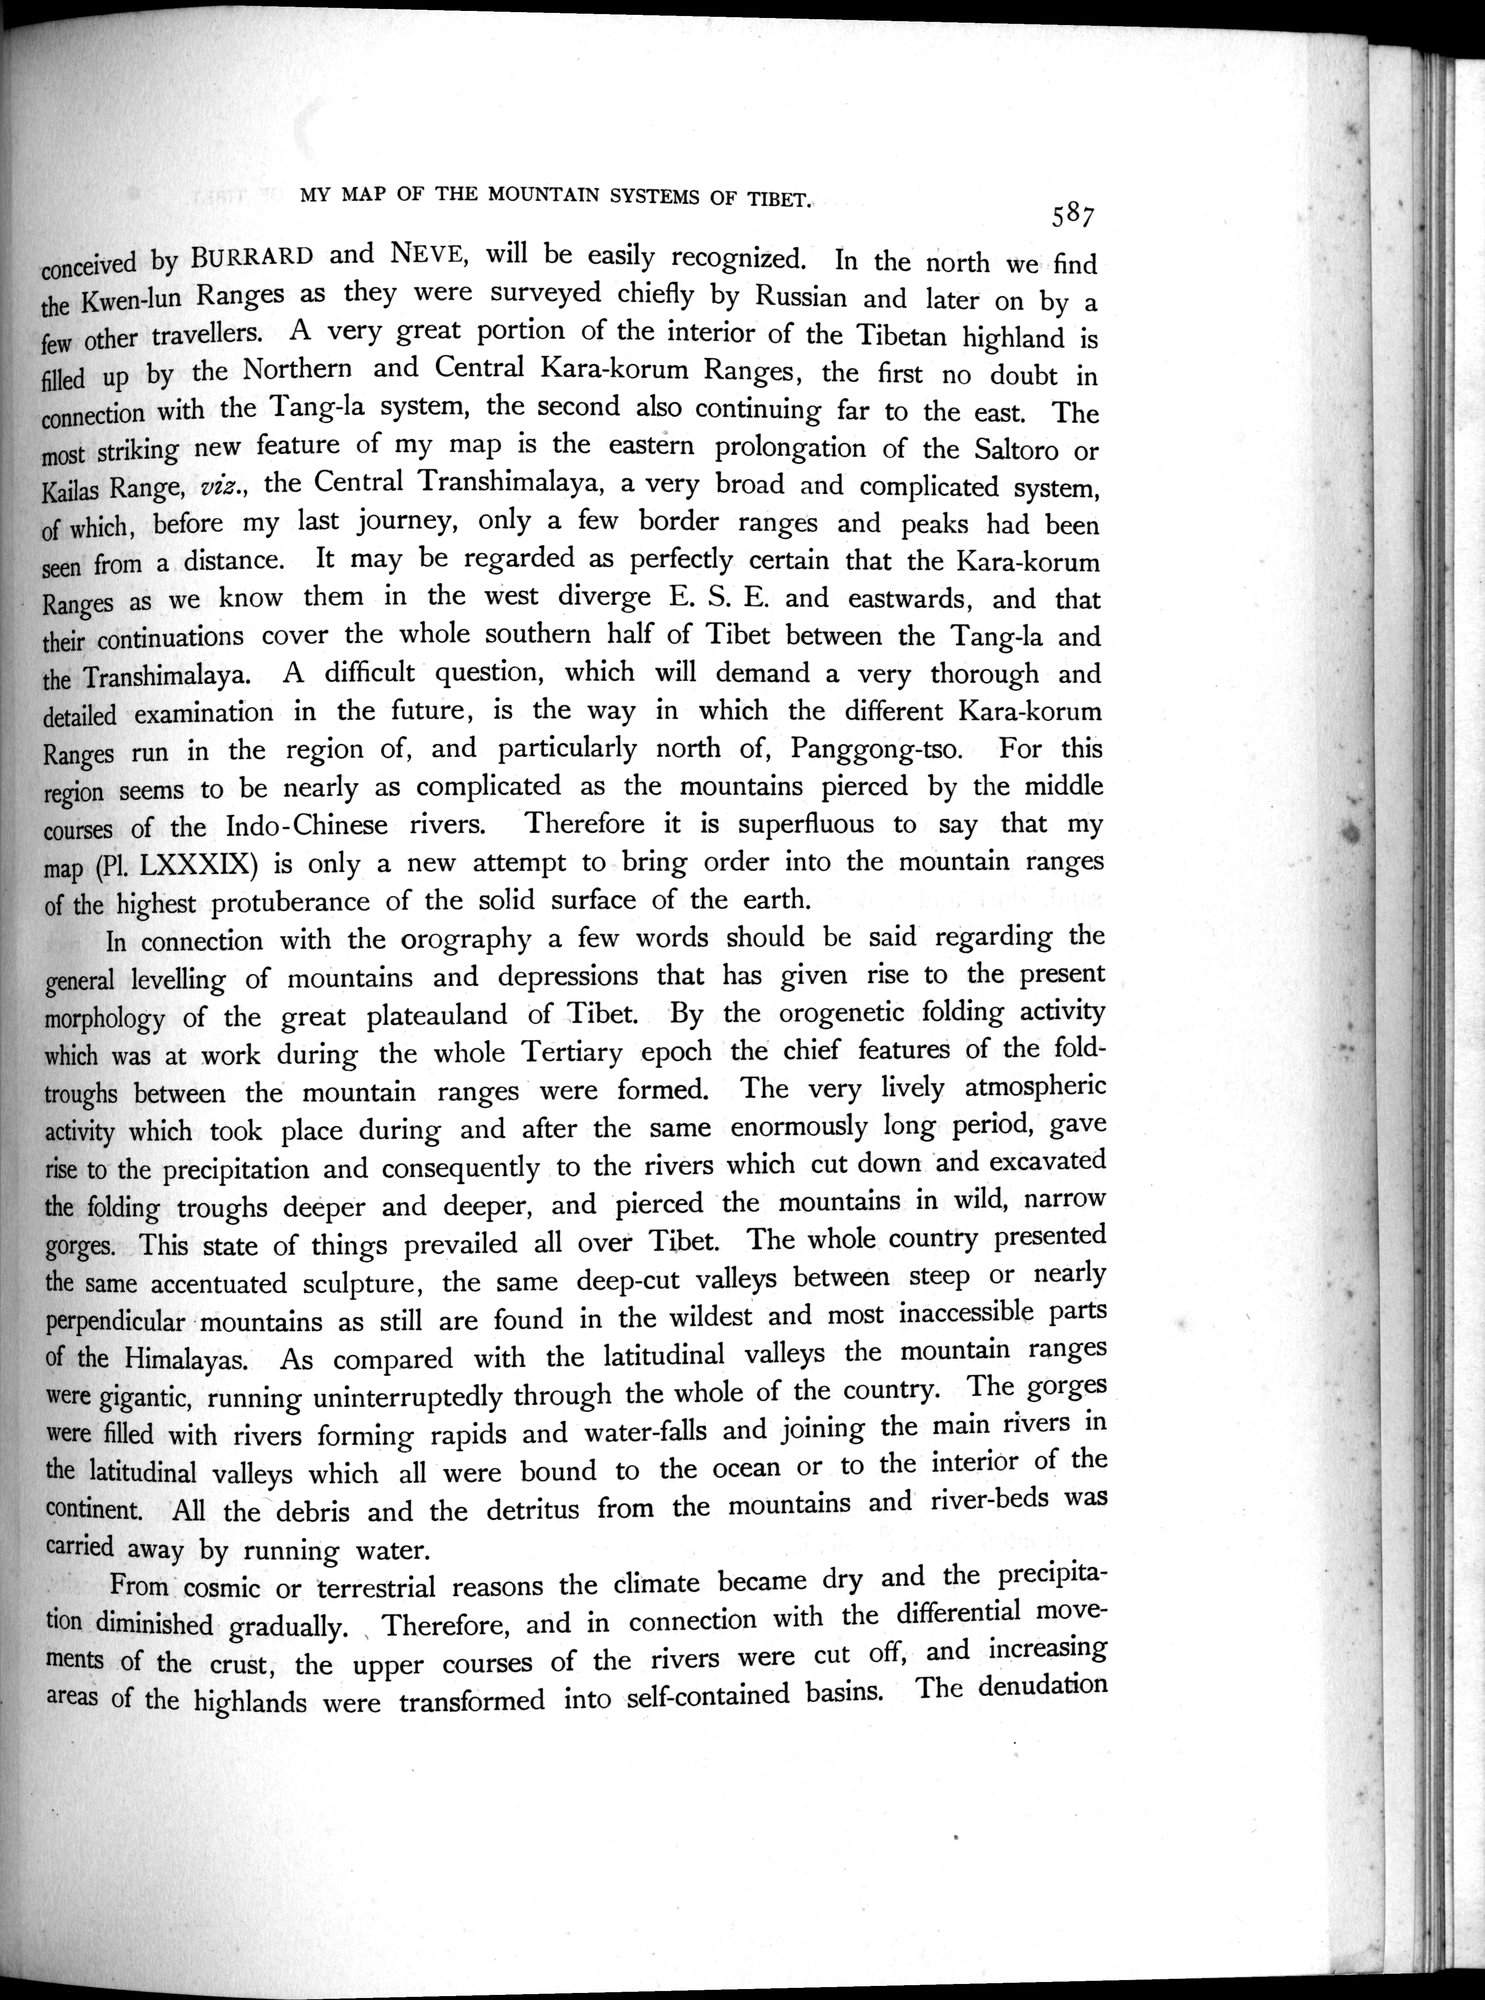 MY MAP OF THE MOUNTAIN SYSTEMS OF TIBET.
587
conceived by BURRARD and NEVE, will be easily recognized. In the north we find
the Kwen-lun Ranges as they were surveyed chiefly by Russian and later on by a
few other travellers. A very great portion of the interior of the Tibetan highland is
filled up by the Northern and Central Kara-korum Ranges, the first no doubt in
connection with the Tang-la system, the second also continuing far to the east. The
most striking new feature of my map is the eastern prolongation of the Saltoro or
Kailas Range, viz., the Central Transhimalaya, a very broad and complicated system,
of which, before my last journey, only a few border ranges and peaks had been
seen from a distance. It may be regarded as perfectly certain that the Kara-korum
Ranges as we know them in the west diverge E. S. E. and eastwards, and that
their continuations cover the whole southern half of Tibet between the Tang-la and
the Transhimalaya. A difficult question, which will demand a very thorough and
detailed examination in the future, is the way in which the different Kara-korum
Ranges run in the region of, and particularly north of, Panggong-tso. For this
region seems to be nearly as complicated as the mountains pierced by the middle
courses of the Indo-Chinese rivers. Therefore it is superfluous to say that my
map (Pl. LXXXIX) is only a new attempt to bring order into the mountain ranges
of the highest protuberance of the solid surface of the earth.
In connection with the orography a few words should be said regarding the
general levelling of mountains and depressions that has given rise to the present
morphology of the great plateauland of Tibet. By the orogenetic folding activity
which was at work during the whole Tertiary epoch the chief features of the fold-
troughs between the mountain ranges were formed. The very lively atmospheric
activity which took place during and after the same enormously long period, gave
rise to the precipitation and consequently to the rivers which cut down and excavated
the folding troughs deeper and deeper, and pierced the mountains in wild, narrow
gorges. This state of things prevailed all over Tibet. The whole country presented
the same accentuated sculpture, the same deep-cut valleys between steep or nearly
perpendicular mountains as still are found in the wildest and most inaccessible parts
of the Himalayas. As compared with the latitudinal valleys the mountain ranges
were gigantic, running uninterruptedly through the whole of the country. The gorges
were filled with rivers forming rapids and water-falls and joining the main rivers in
the latitudinal valleys which all were bound to the ocean or to the interior of the
continent. All the debris and the detritus from the mountains and river-beds was
carried away by running water.
From cosmic or terrestrial reasons the climate became dry and the precipita-
tion diminished gradually. Therefore, and in connection with the differential move-
ments of the crust, the upper courses of the rivers were cut off, and increasing
areas of the highlands were transformed into self-contained basins. The denudation